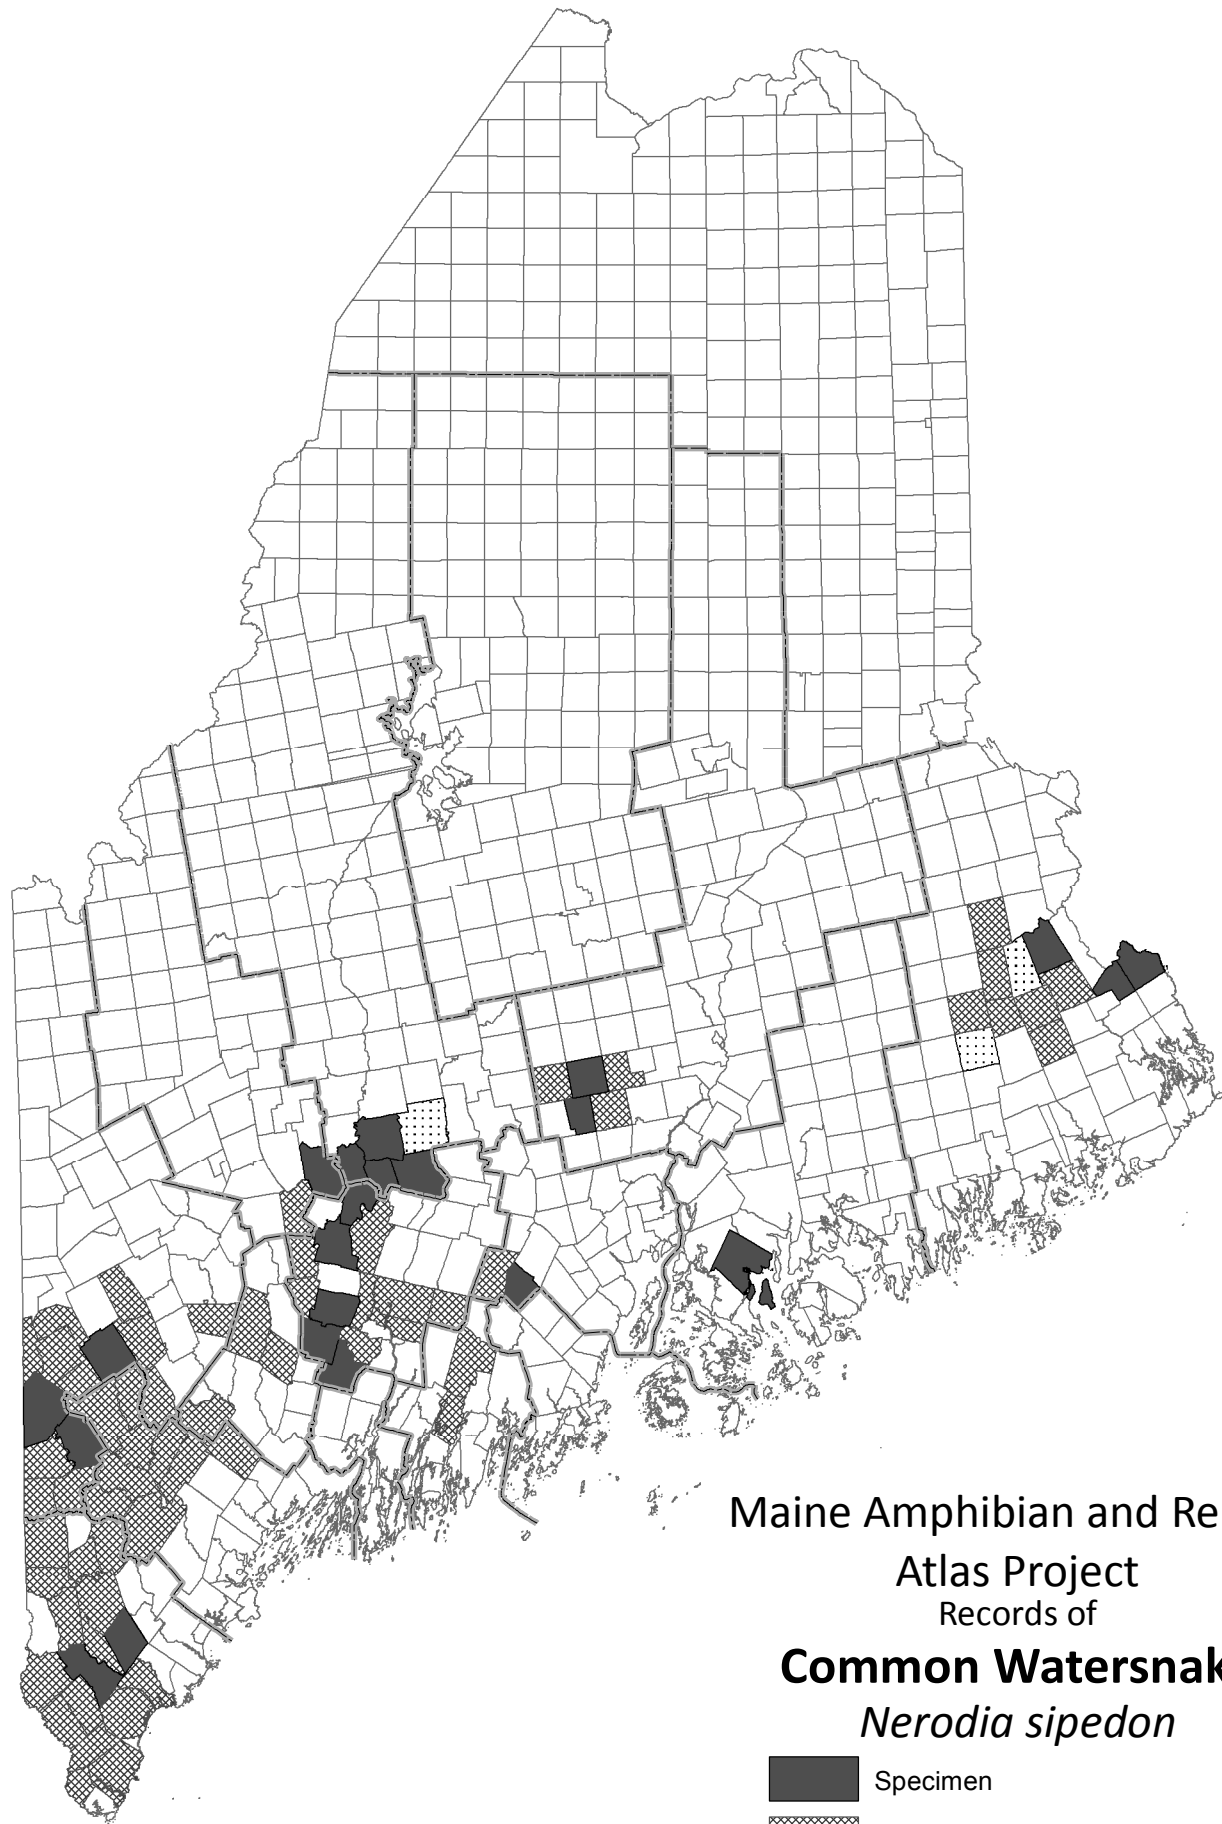 Maine Amphibian and Re
Atlas Project
Records of
Common Watersnak
Nerodia sipedon
Specimen